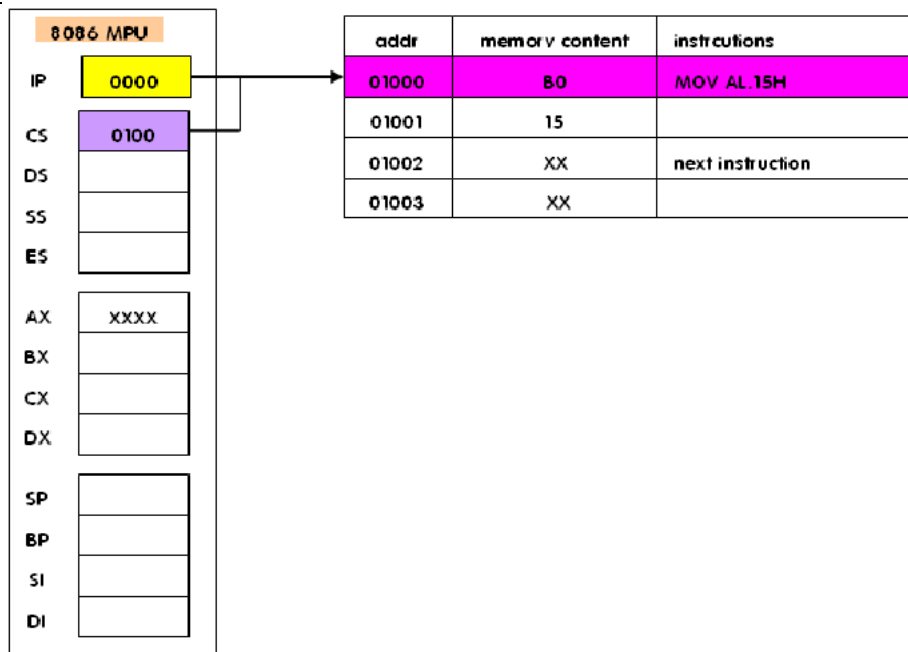 8086 MPU
IP 0000
CS 0100
DS
SS
ES
AX XXXX
BX
CX
DX
SP
BP
SI
DI
addr memory content instrcutions
01000 B0 MOV AL.15H
01001 15
01002 XX next instruction
01003 XX